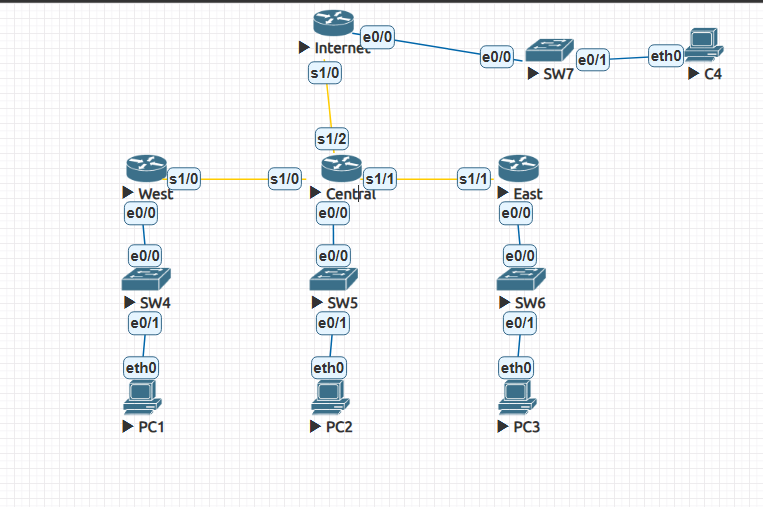 e0/0
Internet
s1/0
e0/0
SW7
e0/1
eth0
C4
s1/2
West
s1/0
s1/0
Central
s1/1
s1/1
East
e0/0
e0/0
e0/0
e0/0
e0/0
e0/0
SW4
SW5
SW6
e0/1
e0/1
e0/1
eth0
eth0
eth0
PC1
PC2
PC3